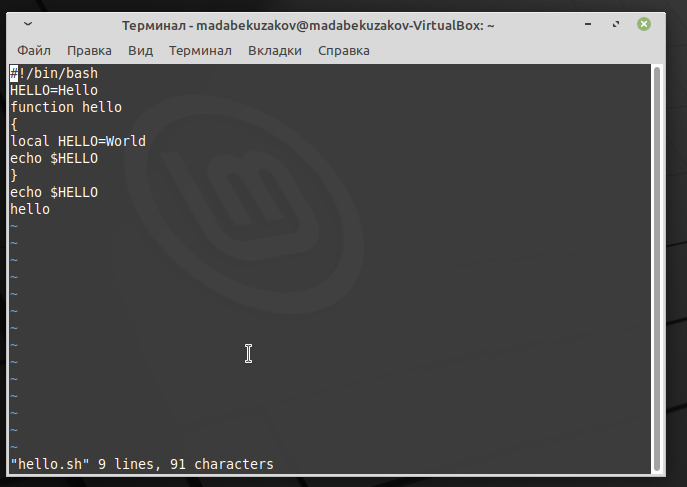 Терминал - madabekuzakov@madabekuzakov-VirtualBox: ~
Файл Правка Вид Терминал Вкладки Справка
#!/bin/bash
HELLO=Hello
function hello
{
local HELLO=World
echo $HELLO
}
echo $HELLO
hello
~
~
~
~
~
~
~
~
~
~
~
~
~
~
"hello.sh" 9 lines, 91 characters